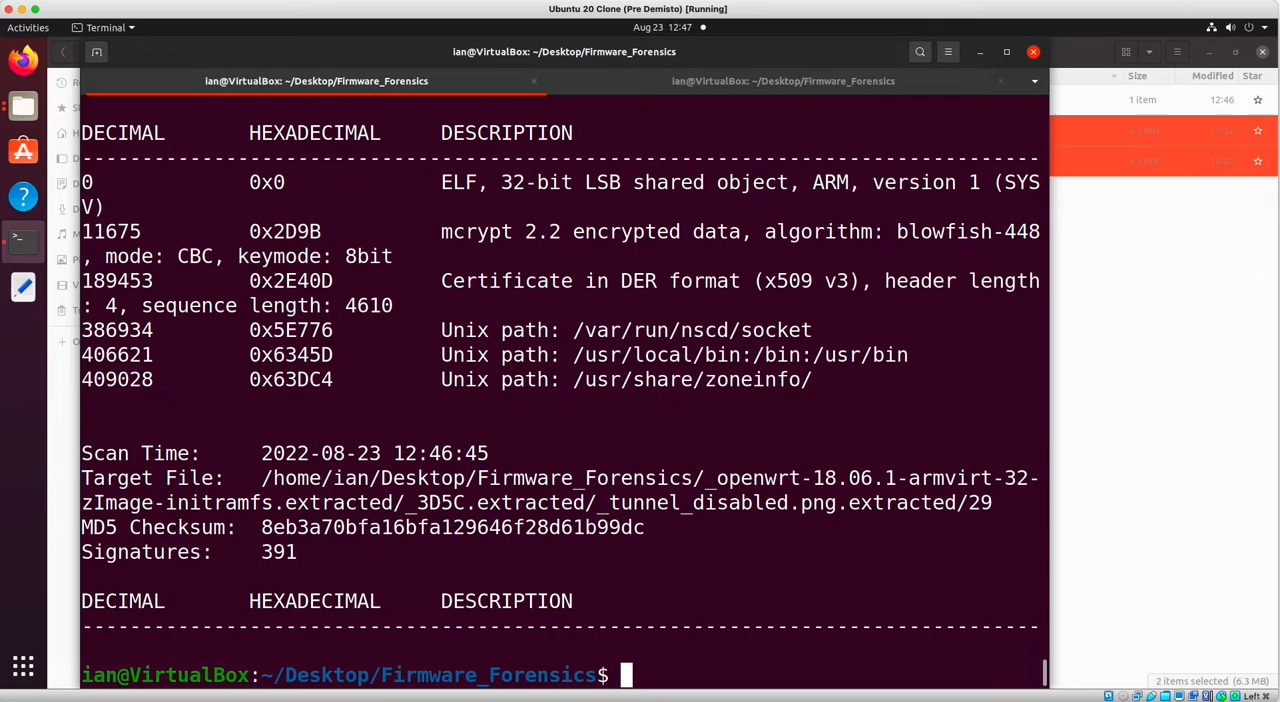 Ubuntu 20 Clone (Pre Demisto) [Running]
Activities
Terminal
Aug 23 12:47
ian@VirtualBox: ~/Desktop/Firmware_Forensics
ian@VirtualBox: ~/Desktop/Firmware_Forensics
ian@VirtualBox: ~/Desktop/Firmware_Forensics
Size Modified Star
1 item 12:46
DECIMAL HEXADECIMAL DESCRIPTION
--------------------------------------------------------------------------------
0 0x0 ELF, 32-bit LSB shared object, ARM, version 1 (SYS
V)
11675 0x2D9B mcrypt 2.2 encrypted data, algorithm: blowfish-448
, mode: CBC, keymode: 8bit
189453 0x2E40D Certificate in DER format (x509 v3), header length
: 4, sequence length: 4610
386934 0x5E776 Unix path: /var/run/nscd/socket
406621 0x6345D Unix path: /usr/local/bin:/bin:/usr/bin
409028 0x63DC4 Unix path: /usr/share/zoneinfo/
Scan Time: 2022-08-23 12:46:45
Target File: /home/ian/Desktop/Firmware_Forensics/_openwrt-18.06.1-armvirt-32-
zImage-initramfs.extracted/_3D5C.extracted/_tunnel_disabled.png.extracted/29
MD5 Checksum: 8eb3a70bfa16bfa129646f28d61b99dc
Signatures: 391
DECIMAL HEXADECIMAL DESCRIPTION
--------------------------------------------------------------------------------
ian@VirtualBox:~/Desktop/Firmware_Forensics$
2 items selected (6.3 MB)
Left ⌘